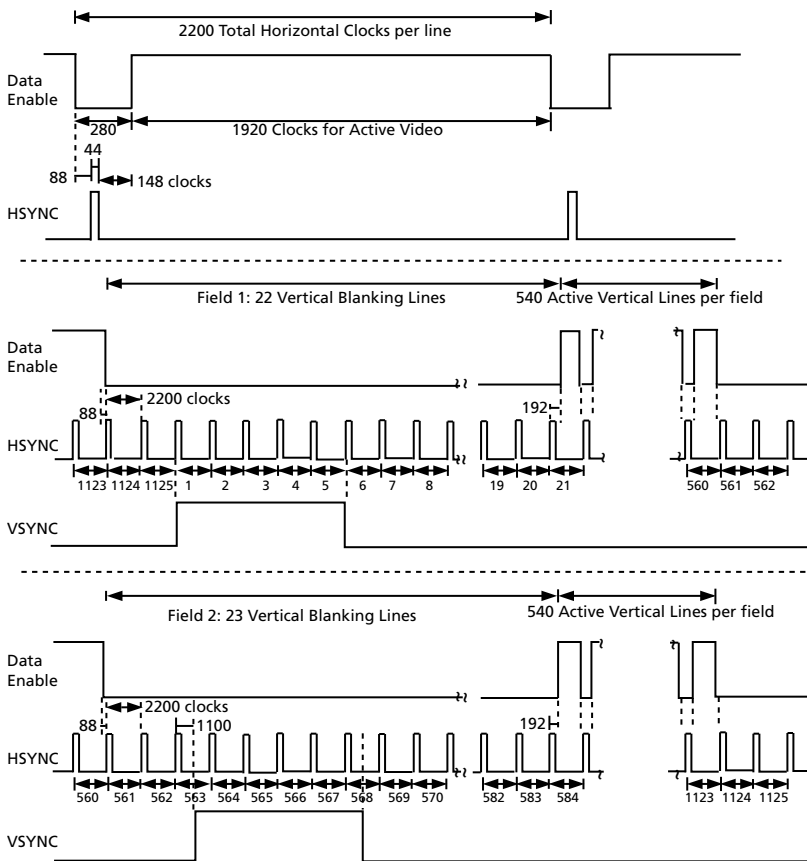 2200 Total Horizontal Clocks per line
Data
Enable
280
1920 Clocks for Active Video
44
88
148 clocks
HSYNC
Field 1: 22 Vertical Blanking Lines
540 Active Vertical Lines per field
Data
Enable
2200 clocks
88
192
HSYNC
1123 1124 1125 1 2 3 4 5 6 7 8 19 20 21 560 561 562
VSYNC
Field 2: 23 Vertical Blanking Lines
540 Active Vertical Lines per field
Data
Enable
2200 clocks
88
1100
192
HSYNC
560 561 562 563 564 565 566 567 568 569 570 582 583 584 1123 1124 1125
VSYNC